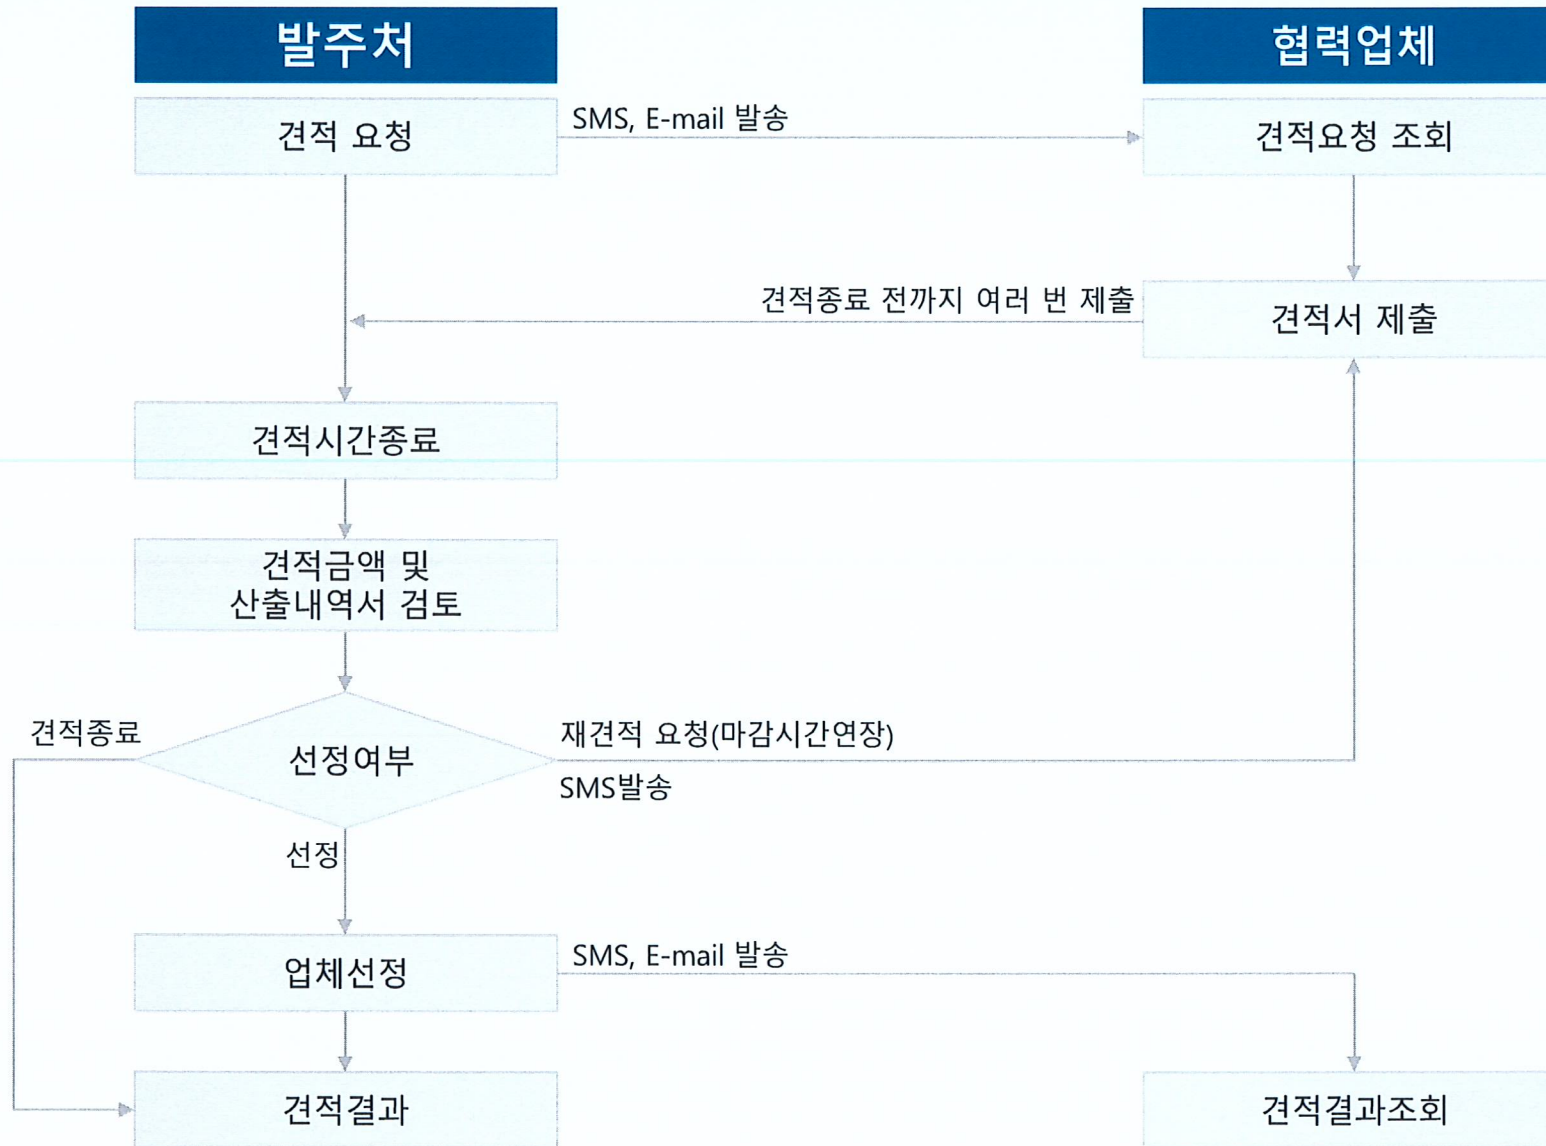 발주처
협력업체
견적 요청
SMS, E-mail 발송
견적요청 조회
견적종료 전까지 여러 번 제출
견적서 제출
견적시간종료
견적금액 및
산출내역서 검토
견적종료
선정여부
재견적 요청(마감시간연장)
SMS발송
선정
업체선정
SMS, E-mail 발송
견적결과
견적결과조회